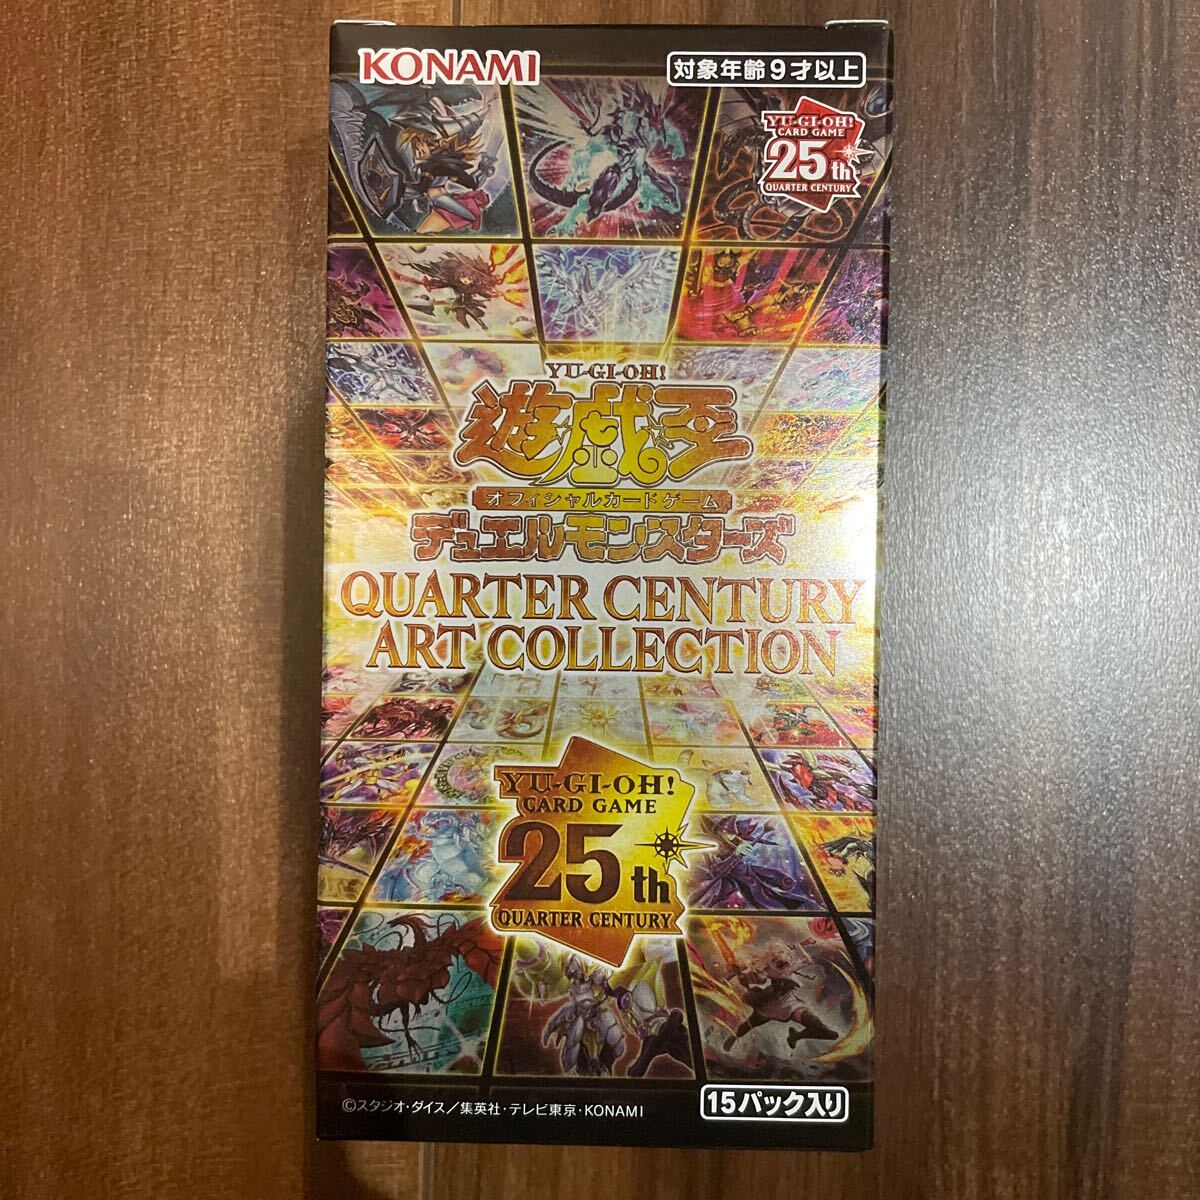 KONAMI
対象年齢9才以上
YU-GI-OH!
CARD GAME
25th
QUARTER CENTURY
YU-GI-OH!
遊戯王
オフィシャルカードゲーム
デュエルモンスターズ
QUARTER CENTURY
ART COLLECTION
YU-GI-OH!
CARD GAME
25th
QUARTER CENTURY
©スタジオ・ダイス／集英社・テレビ東京・KONAMI
15パック入り